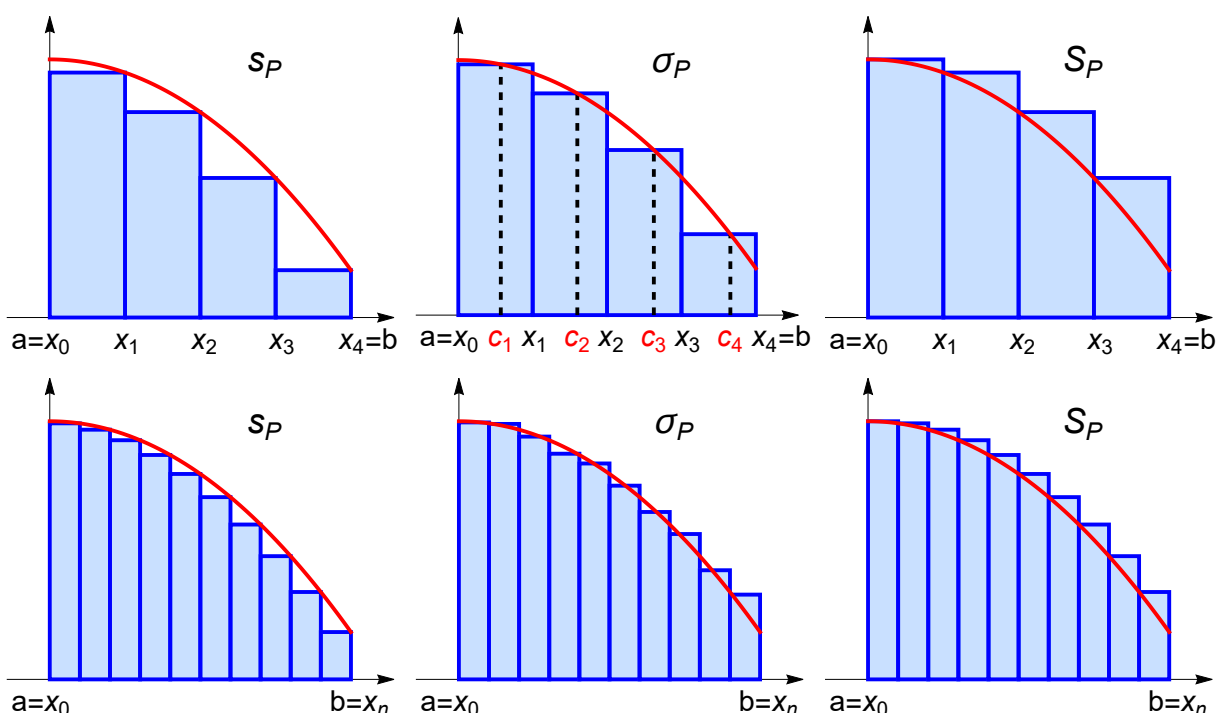 s_P
σ_P
S_P
a=x_0 x_1 x_2 x_3 x_4=b
a=x_0 c_1 x_1 c_2 x_2 c_3 x_3 c_4 x_4=b
a=x_0 x_1 x_2 x_3 x_4=b
s_P
σ_P
S_P
a=x_0 b=x_n
a=x_0 b=x_n
a=x_0 b=x_n